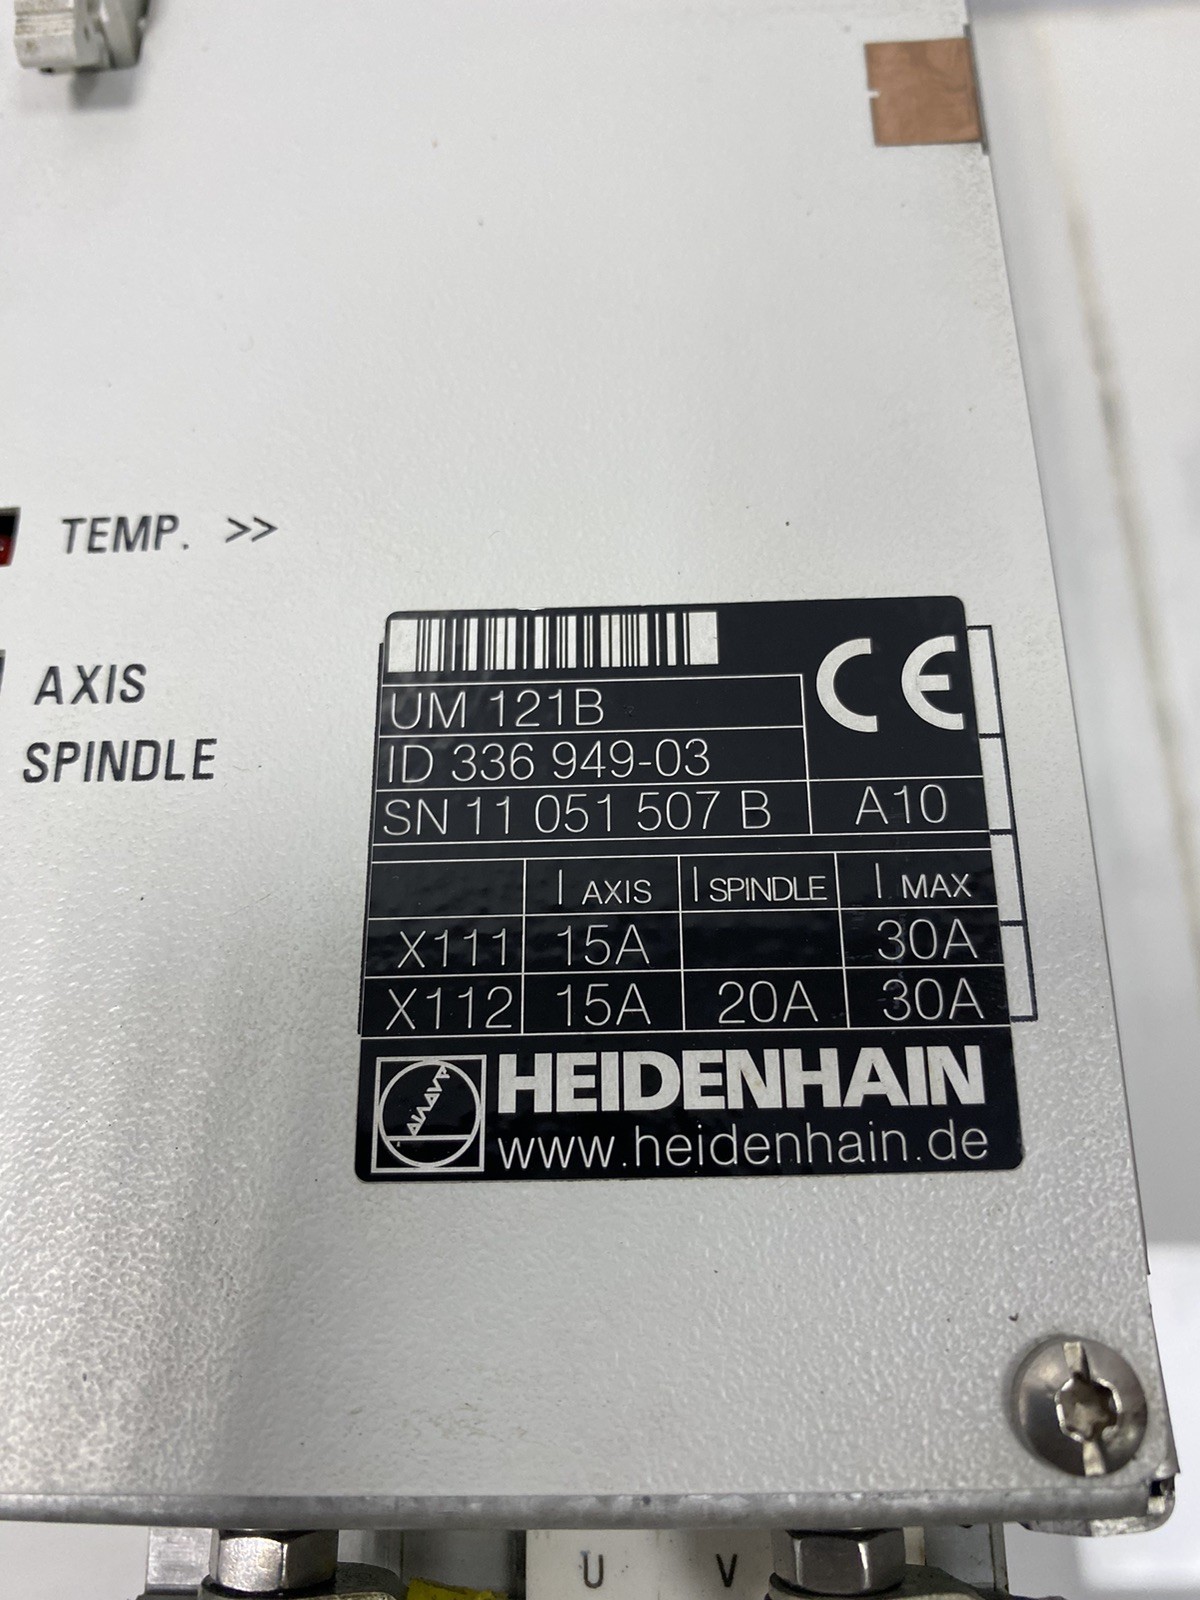 TEMP. >>
AXIS
SPINDLE
CE
UM 121B
ID 336 949-03
SN 11 051 507 B A10
I AXIS I SPINDLE I MAX
X111 15A 30A
X112 15A 20A 30A
HEIDENHAIN
www.heidenhain.de
U V